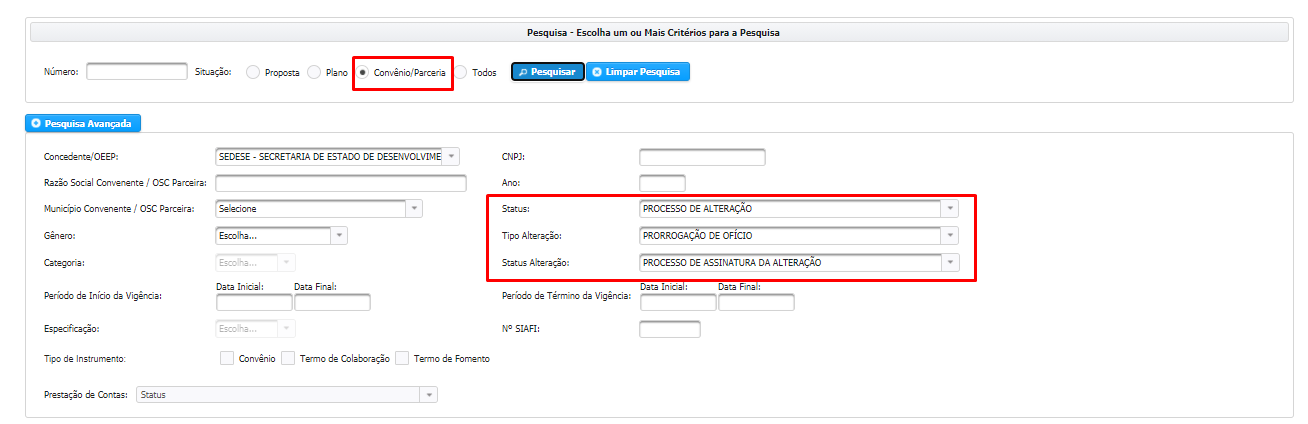 Pesquisa - Escolha um ou Mais Critérios para a Pesquisa
Número: Situação: Proposta Plano Convênio/Parceria Todos Pesquisar Limpar Pesquisa
Pesquisa Avançada
Concedente/OEEP: SEDESE - SECRETARIA DE ESTADO DE DESENVOLVIME CNPJ:
Razão Social Convenente / OSC Parceira: Ano:
Município Convenente / OSC Parceira: Selecione Status: PROCESSO DE ALTERAÇÃO
Gênero: Escolha... Tipo Alteração: PRORROGAÇÃO DE OFÍCIO
Categoria: Escolha... Status Alteração: PROCESSO DE ASSINATURA DA ALTERAÇÃO
Data Inicial: Data Final: Data Inicial: Data Final:
Período de Início da Vigência: Período de Término da Vigência:
Especificação: Escolha... Nº SIAFI:
Tipo de Instrumento: Convênio Termo de Colaboração Termo de Fomento
Prestação de Contas: Status